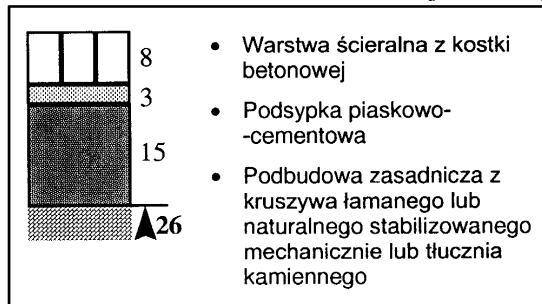 8
3
15
26
• Warstwa ścieralna z kostki
betonowej
• Podsypka piaskowo-
-cementowa
• Podbudowa zasadnicza z
kruszywa łamanego lub
naturalnego stabilizowanego
mechanicznie lub tłucznia
kamiennego